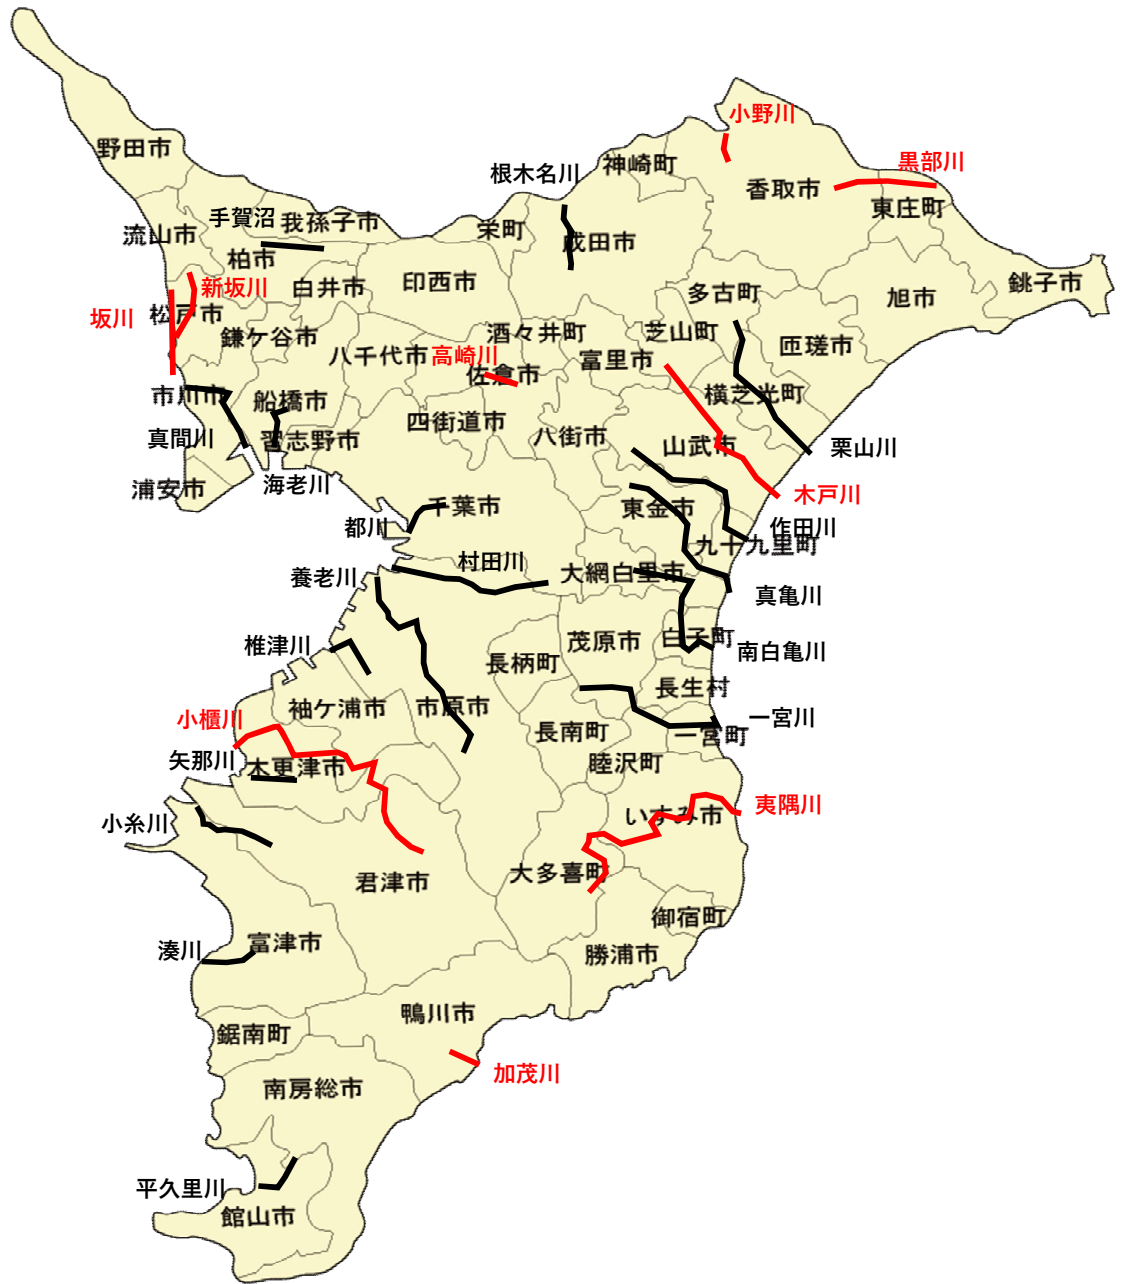 小野川
野田市
黒部川
根木名川
神崎町
香取市
東庄町
手賀沼
我孫子市
栄町
成田市
流山市
柏市
新坂川
白井市
印西市
多古町
旭市
銚子市
坂川
松戸市
鎌ケ谷市
八千代市
高崎川
酒々井町
佐倉市
富里市
芝山町
匝瑳市
市川市
船橋市
横芝光町
真間川
習志野市
四街道市
八街市
山武市
栗山川
浦安市
海老川
木戸川
都川
千葉市
東金市
作田川
九十九里町
養老川
村田川
大網白里市
真亀川
椎津川
長柄町
茂原市
白子町
南白亀川
袖ケ浦市
市原市
長生村
小櫃川
長南町
一宮町
一宮川
矢那川
木更津市
睦沢町
小糸川
いすみ市
夷隅川
君津市
大多喜町
湊川
富津市
勝浦市
御宿町
鋸南町
鴨川市
南房総市
加茂川
平久里川
館山市